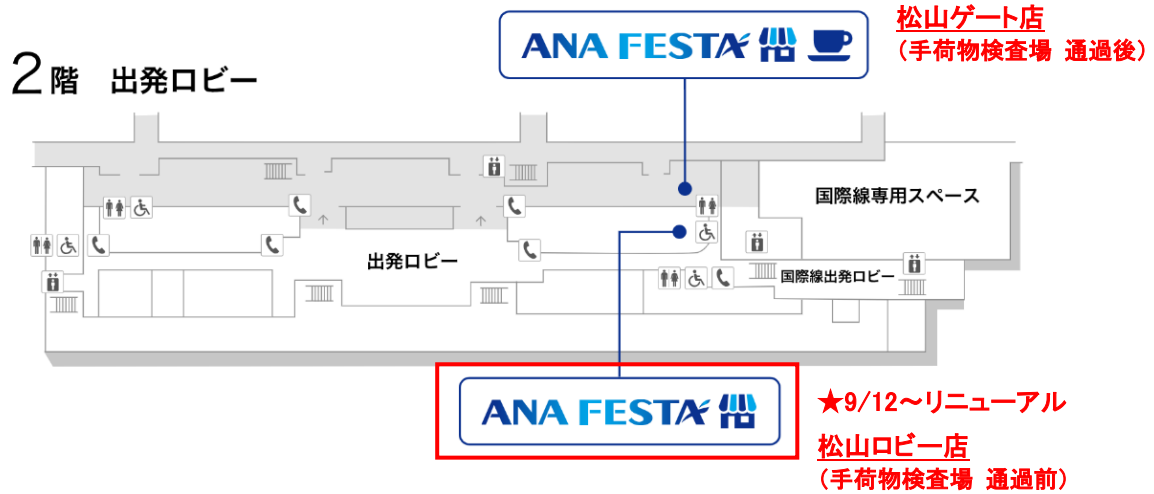 松山ゲート店
（手荷物検査場 通過後）
ANA FESTA
2階 出発ロビー
国際線専用スペース
出発ロビー
国際線出発ロビー
ANA FESTA
★9/12～リニューアル
松山ロビー店
（手荷物検査場 通過前）